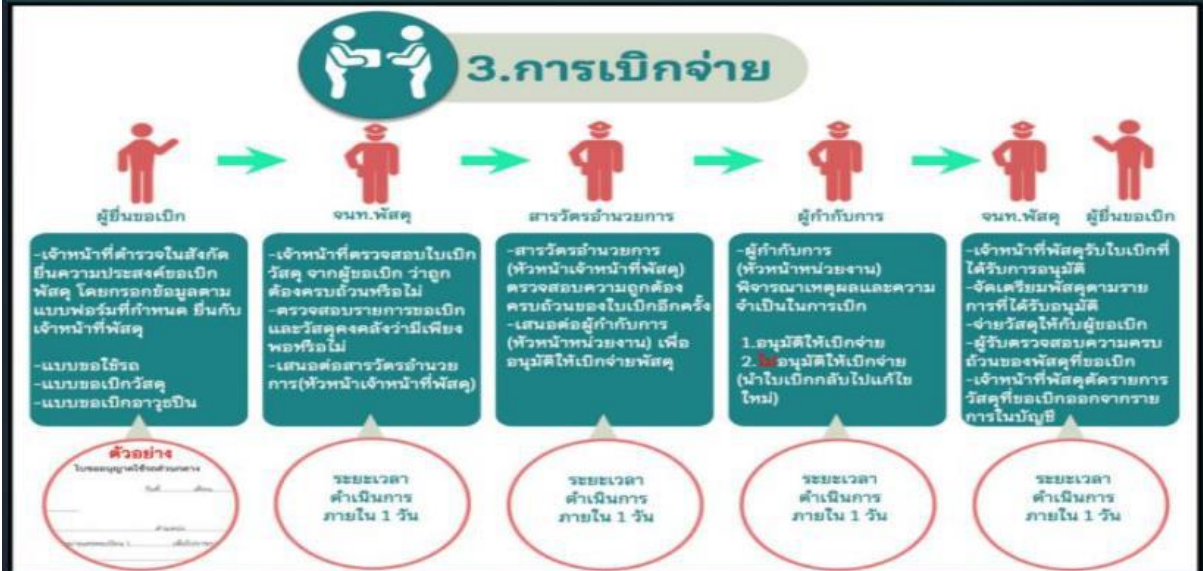 3.การเบิกจ่าย
ผู้ยื่นขอเบิก
-เจ้าหน้าที่ตำรวจในสังกัด
ยื่นความประสงค์ขอเบิก
พัสดุ โดยกรอกข้อมูลตาม
แบบฟอร์มที่กำหนด ยื่นกับ
เจ้าหน้าที่พัสดุ
-แบบขอใช้รถ
-แบบขอเบิกวัสดุ
-แบบขอเบิกอาวุธปืน
ตัวอย่าง
ใบขออนุญาตใช้รถส่วนกลาง
จนท.พัสดุ
-เจ้าหน้าที่ตรวจสอบใบเบิก
วัสดุ จากผู้ขอเบิก ว่าถูก
ต้องครบถ้วนหรือไม่
-ตรวจสอบรายการขอเบิก
และวัสดุคงคลังว่ามีเพียง
พอหรือไม่
-เสนอต่อสารวัตรอำนวย
การ(หัวหน้าเจ้าหน้าที่พัสดุ)
ระยะเวลา
ดำเนินการ
ภายใน 1 วัน
สารวัตรอำนวยการ
-สารวัตรอำนวยการ
(หัวหน้าเจ้าหน้าที่พัสดุ)
ตรวจสอบความถูกต้อง
ครบถ้วนของใบเบิกอีกครั้ง
-เสนอต่อผู้กำกับการ
(หัวหน้าหน่วยงาน) เพื่อ
อนุมัติให้เบิกจ่ายพัสดุ
ระยะเวลา
ดำเนินการ
ภายใน 1 วัน
ผู้กำกับการ
-ผู้กำกับการ
(หัวหน้าหน่วยงาน)
พิจารณาเหตุผลและความ
จำเป็นในการเบิก
1.อนุมัติให้เบิกจ่าย
2.ไม่อนุมัติให้เบิกจ่าย
(นำใบเบิกกลับไปแก้ไข
ใหม่)
ระยะเวลา
ดำเนินการ
ภายใน 1 วัน
จนท.พัสดุ ผู้ยื่นขอเบิก
-เจ้าหน้าที่พัสดุรับใบเบิกที่
ได้รับการอนุมัติ
-จัดเตรียมพัสดุตามราย
การที่ได้รับอนุมัติ
-จ่ายวัสดุให้กับผู้ขอเบิก
-ผู้รับตรวจสอบความครบ
ถ้วนของพัสดุที่ขอเบิก
-เจ้าหน้าที่พัสดุตัดรายการ
วัสดุที่ขอเบิกออกจากราย
การในบัญชี
ระยะเวลา
ดำเนินการ
ภายใน 1 วัน